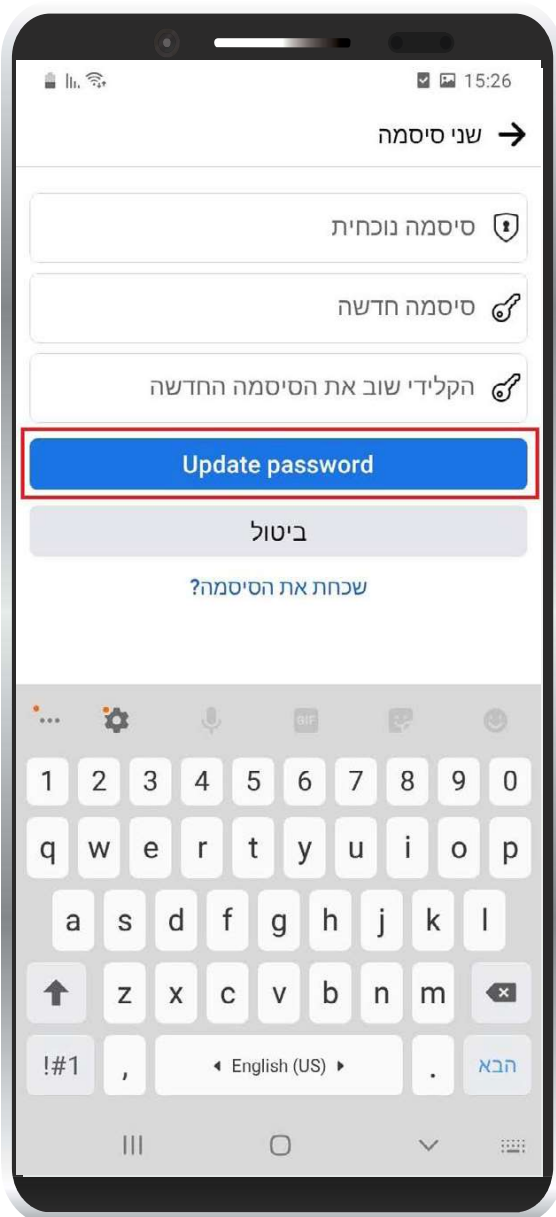 15:26
שני סיסמה
סיסמה נוכחית
סיסמה חדשה
הקלידי שוב את הסיסמה החדשה
Update password
ביטול
שכחת את הסיסמה?
GIF
1 2 3 4 5 6 7 8 9 0
q w e r t y u i o p
a s d f g h j k l
z x c v b n m
!#1 , English (US) . הבא